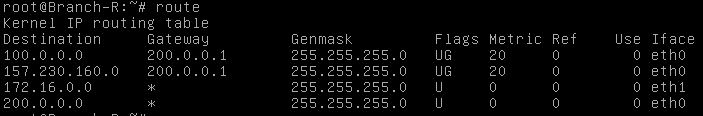 root@Branch-R:~# route
Kernel IP routing table
Destination Gateway Genmask Flags Metric Ref Use Iface
100.0.0.0 200.0.0.1 255.255.255.0 UG 20 0 0 eth0
157.230.160.0 200.0.0.1 255.255.255.0 UG 20 0 0 eth0
172.16.0.0 * 255.255.255.0 U 0 0 0 eth1
200.0.0.0 * 255.255.255.0 U 0 0 0 eth0